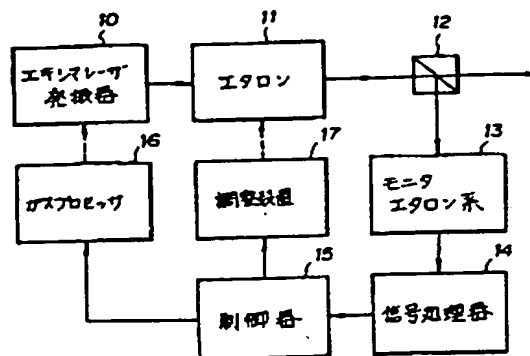 10
エキシマレーザ
発振器
11
エタロン
12
16
ガスプロセッサ
17
調整装置
13
モニタ
エタロン系
15
制御器
14
信号処理器